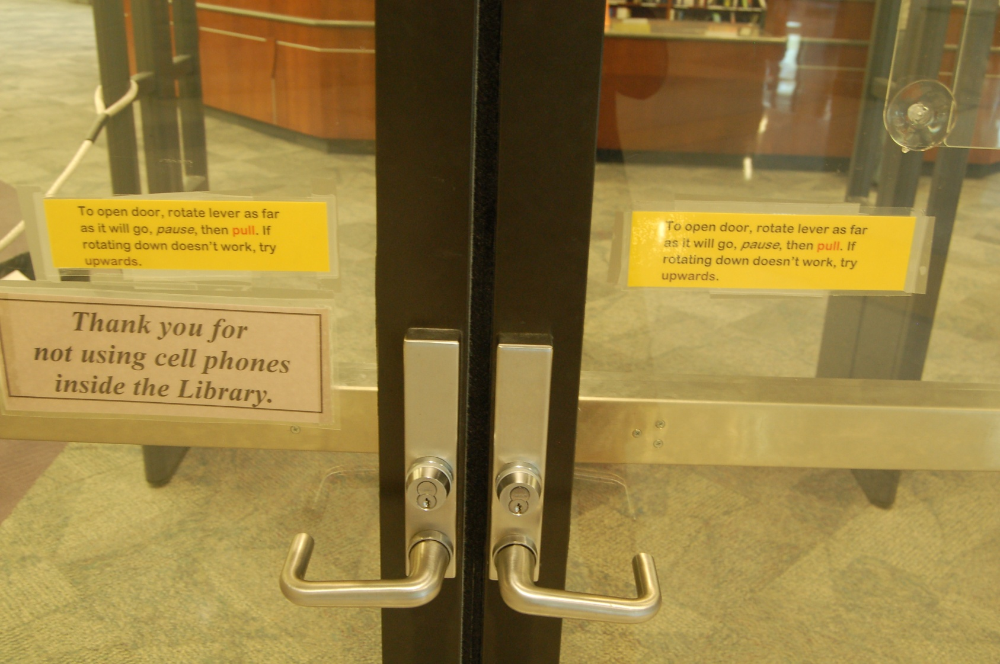 To open door, rotate lever as far
as it will go, pause, then pull. If
rotating down doesn't work, try
upwards.
Thank you for
not using cell phones
inside the Library.
To open door, rotate lever as far
as it will go, pause, then pull. If
rotating down doesn't work, try
upwards.